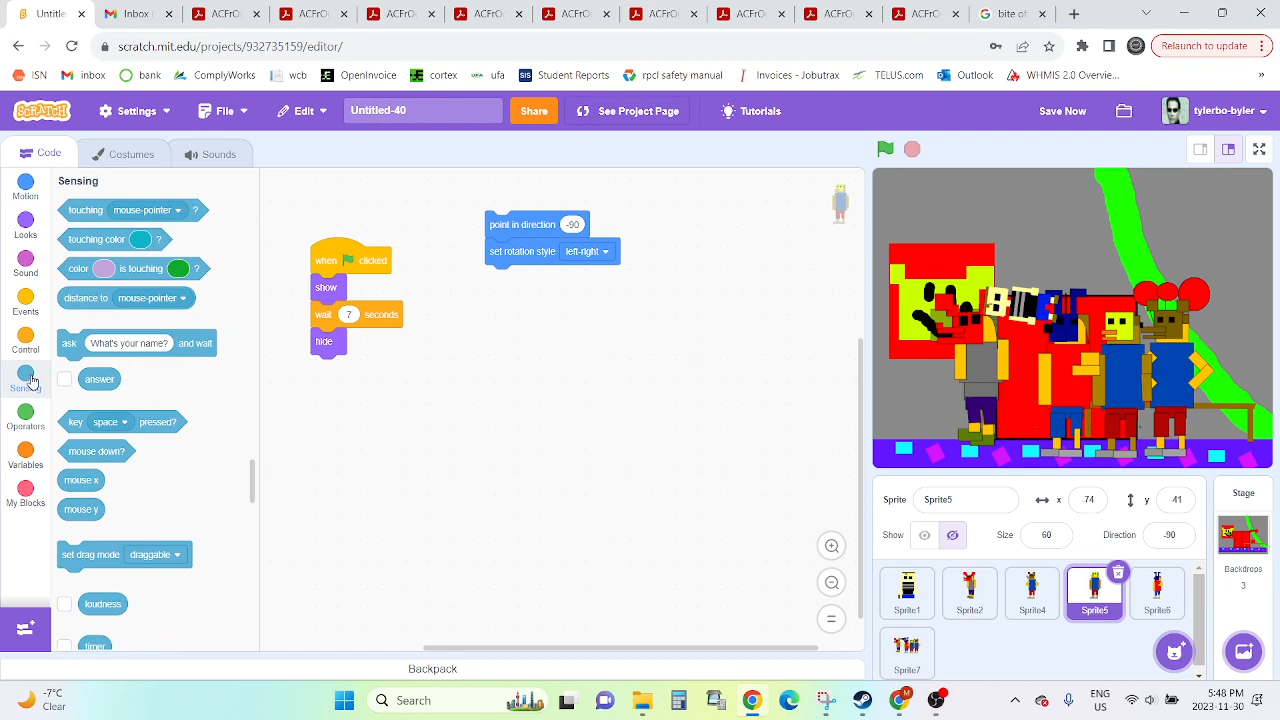 Untitle
Inbox
ACFro
ACFro
ACFro
ACFro
ACFro
ACFro
ACFro
ACFro
ACFro
bite of
scratch.mit.edu/projects/932735159/editor/
Relaunch to update
ISN
inbox
Qlink
ComplyWorks
wcb
OpenInvoice
cortex
ufa
SIS Student Reports
rpcl safety manual
Invoices - Jobutrax
TELUS.com
Outlook
WHMIS 2.0 Overvie...
SCRATCH
Settings
File
Edit
Untitled-40
Share
See Project Page
Tutorials
Save Now
tylerbo-byler
Code
Costumes
Sounds
Motion
Looks
Sound
Events
Control
Operators
Variables
My Blocks
Sensing
touching mouse-pointer ?
touching color ?
color is touching ?
distance to mouse-pointer
ask What's your name? and wait
answer
key space pressed?
mouse down?
mouse x
mouse y
set drag mode draggable
loudness
timer
when clicked
show
wait 7 seconds
hide
point in direction -90
set rotation style left-right
Backpack
Sprite Sprite5 x -74 y -41
Show Size 60 Direction -90
Sprite1
Sprite2
Sprite4
Sprite5
Sprite6
Sprite7
Stage
Backdrops
3
-7°C
Clear
Search
ENG
US
5:48 PM
2023-11-30